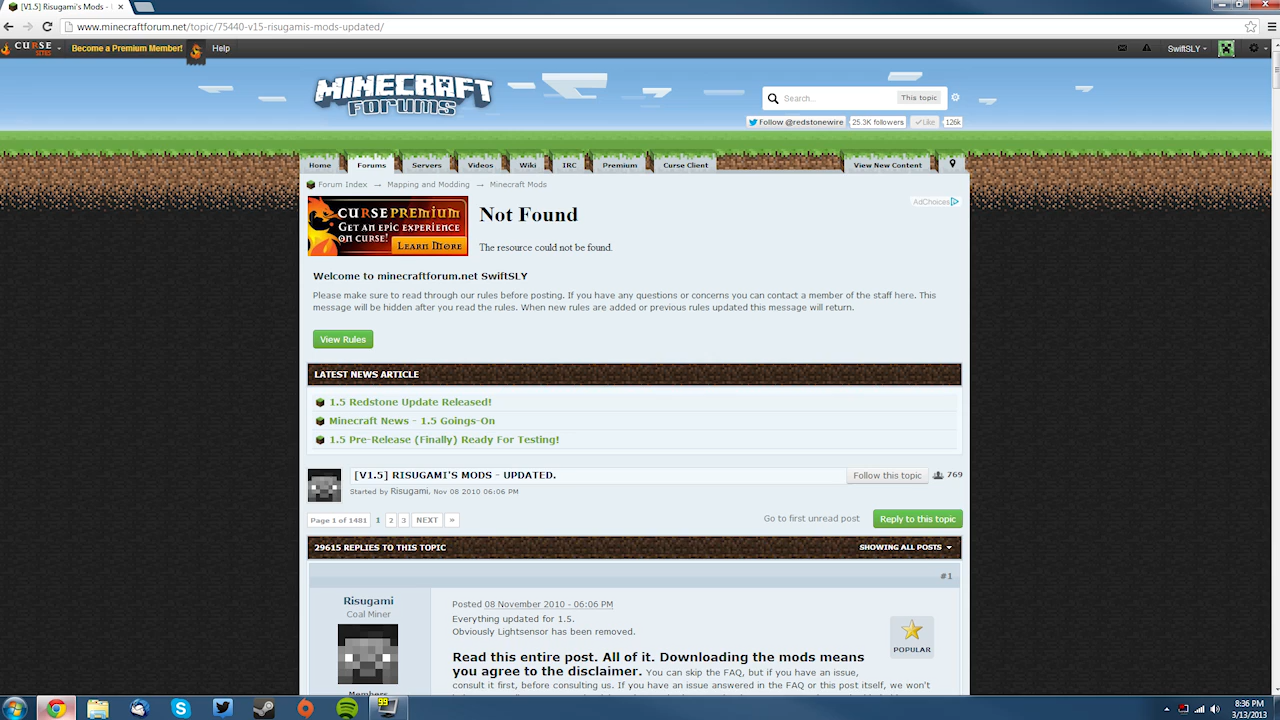 [V1.5] Risugami's Mods -
www.minecraftforum.net/topic/75440-v15-risugamis-mods-updated/
CURSE SITES Become a Premium Member! Help SwiftSLY
MINECRAFT
FORUMS
Search... This topic
Follow @redstonewire 25.3K followers Like 126k
Home Forums Servers Videos Wiki IRC Premium Curse Client View New Content
Forum Index → Mapping and Modding → Minecraft Mods
CURSEPREMIUM
GET AN EPIC EXPERIENCE
ON CURSE! LEARN MORE
Not Found
AdChoices
The resource could not be found.
Welcome to minecraftforum.net SwiftSLY
Please make sure to read through our rules before posting. If you have any questions or concerns you can contact a member of the staff here. This
message will be hidden after you read the rules. When new rules are added or previous rules updated this message will return.
View Rules
LATEST NEWS ARTICLE
1.5 Redstone Update Released!
Minecraft News - 1.5 Goings-On
1.5 Pre-Release (Finally) Ready For Testing!
[V1.5] RISUGAMI'S MODS - UPDATED. Follow this topic 769
Started by Risugami, Nov 08 2010 06:06 PM
Page 1 of 1481 1 2 3 NEXT » Go to first unread post Reply to this topic
29615 REPLIES TO THIS TOPIC SHOWING ALL POSTS
#1
Risugami
Coal Miner
Members
Posted 08 November 2010 - 06:06 PM
Everything updated for 1.5.
Obviously Lightsensor has been removed.
POPULAR
Read this entire post. All of it. Downloading the mods means
you agree to the disclaimer. You can skip the FAQ, but if you have an issue,
consult it first, before consulting us. If you have an issue answered in the FAQ or this post itself, we won't
99
8:36 PM
3/13/2013